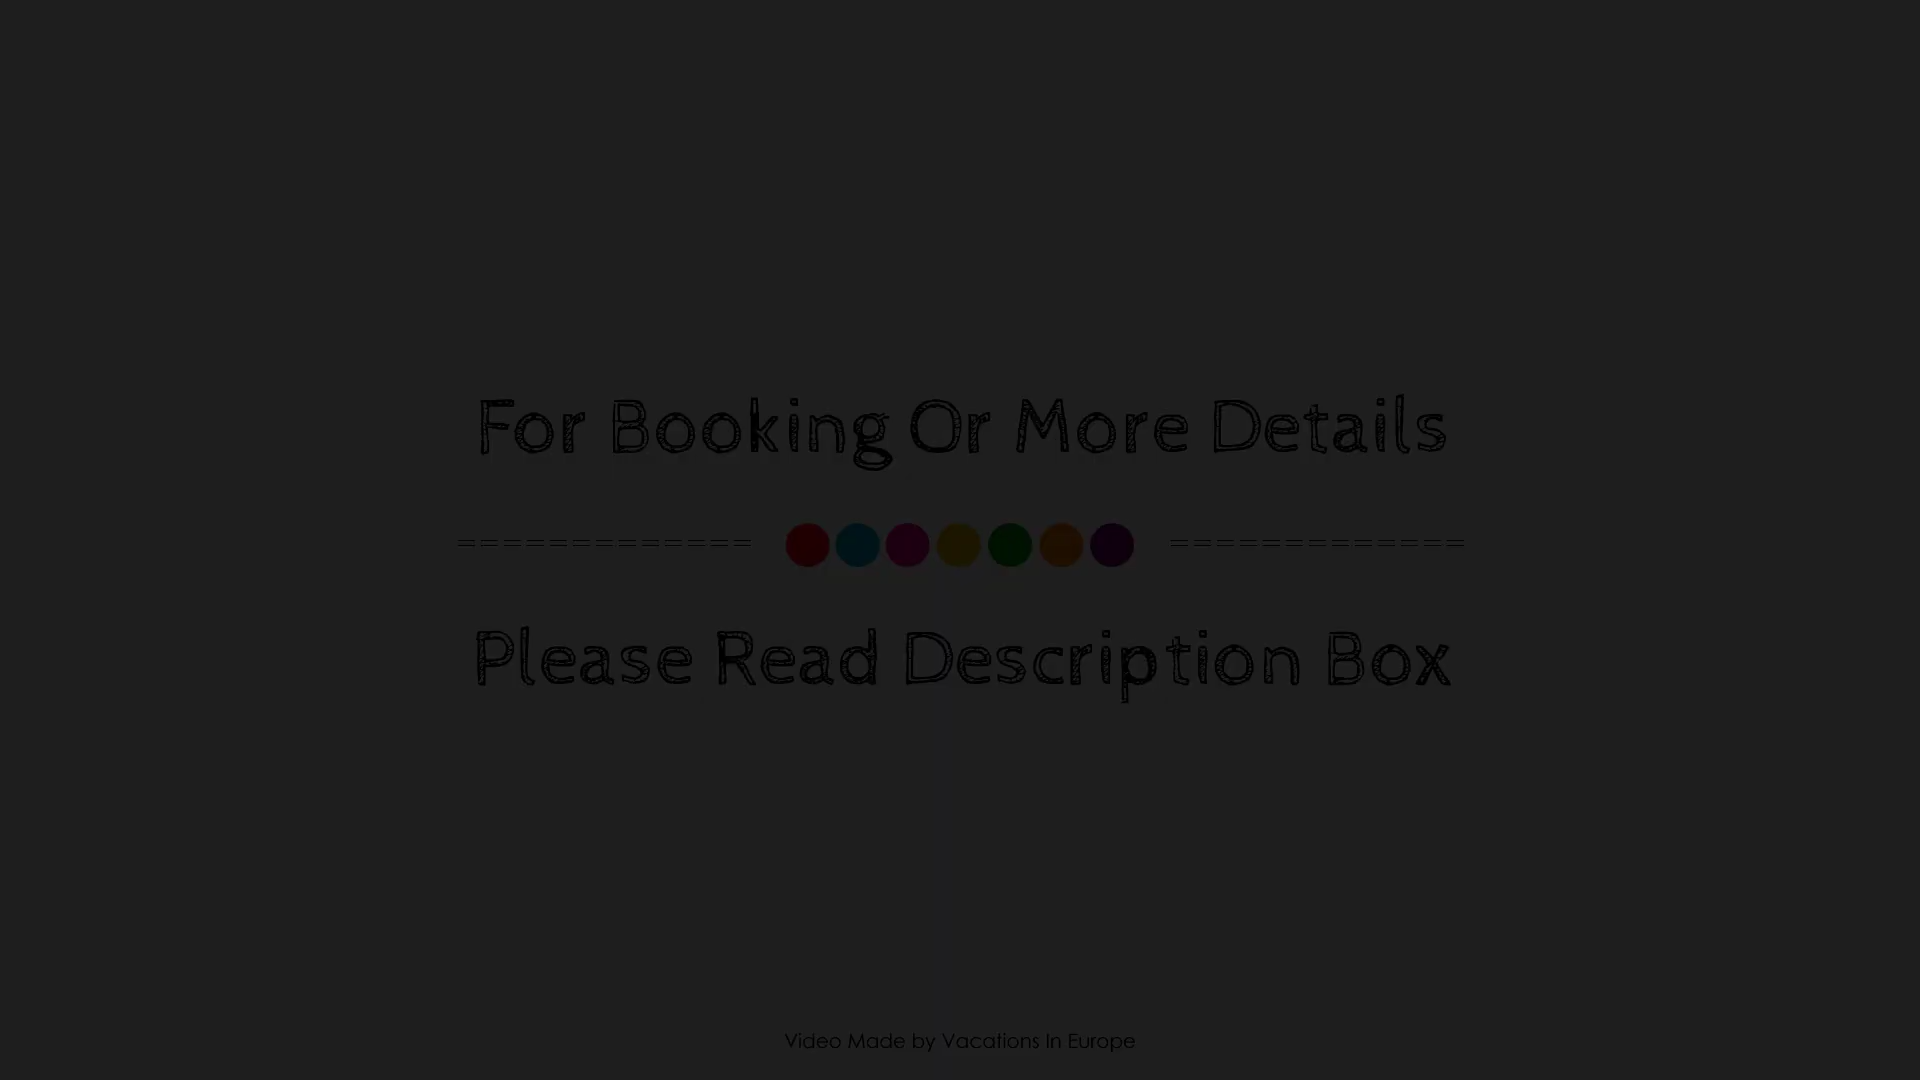 For Booking Or More Details
============= =============
Please Read Description Box
Video Made by Vacations In Europe